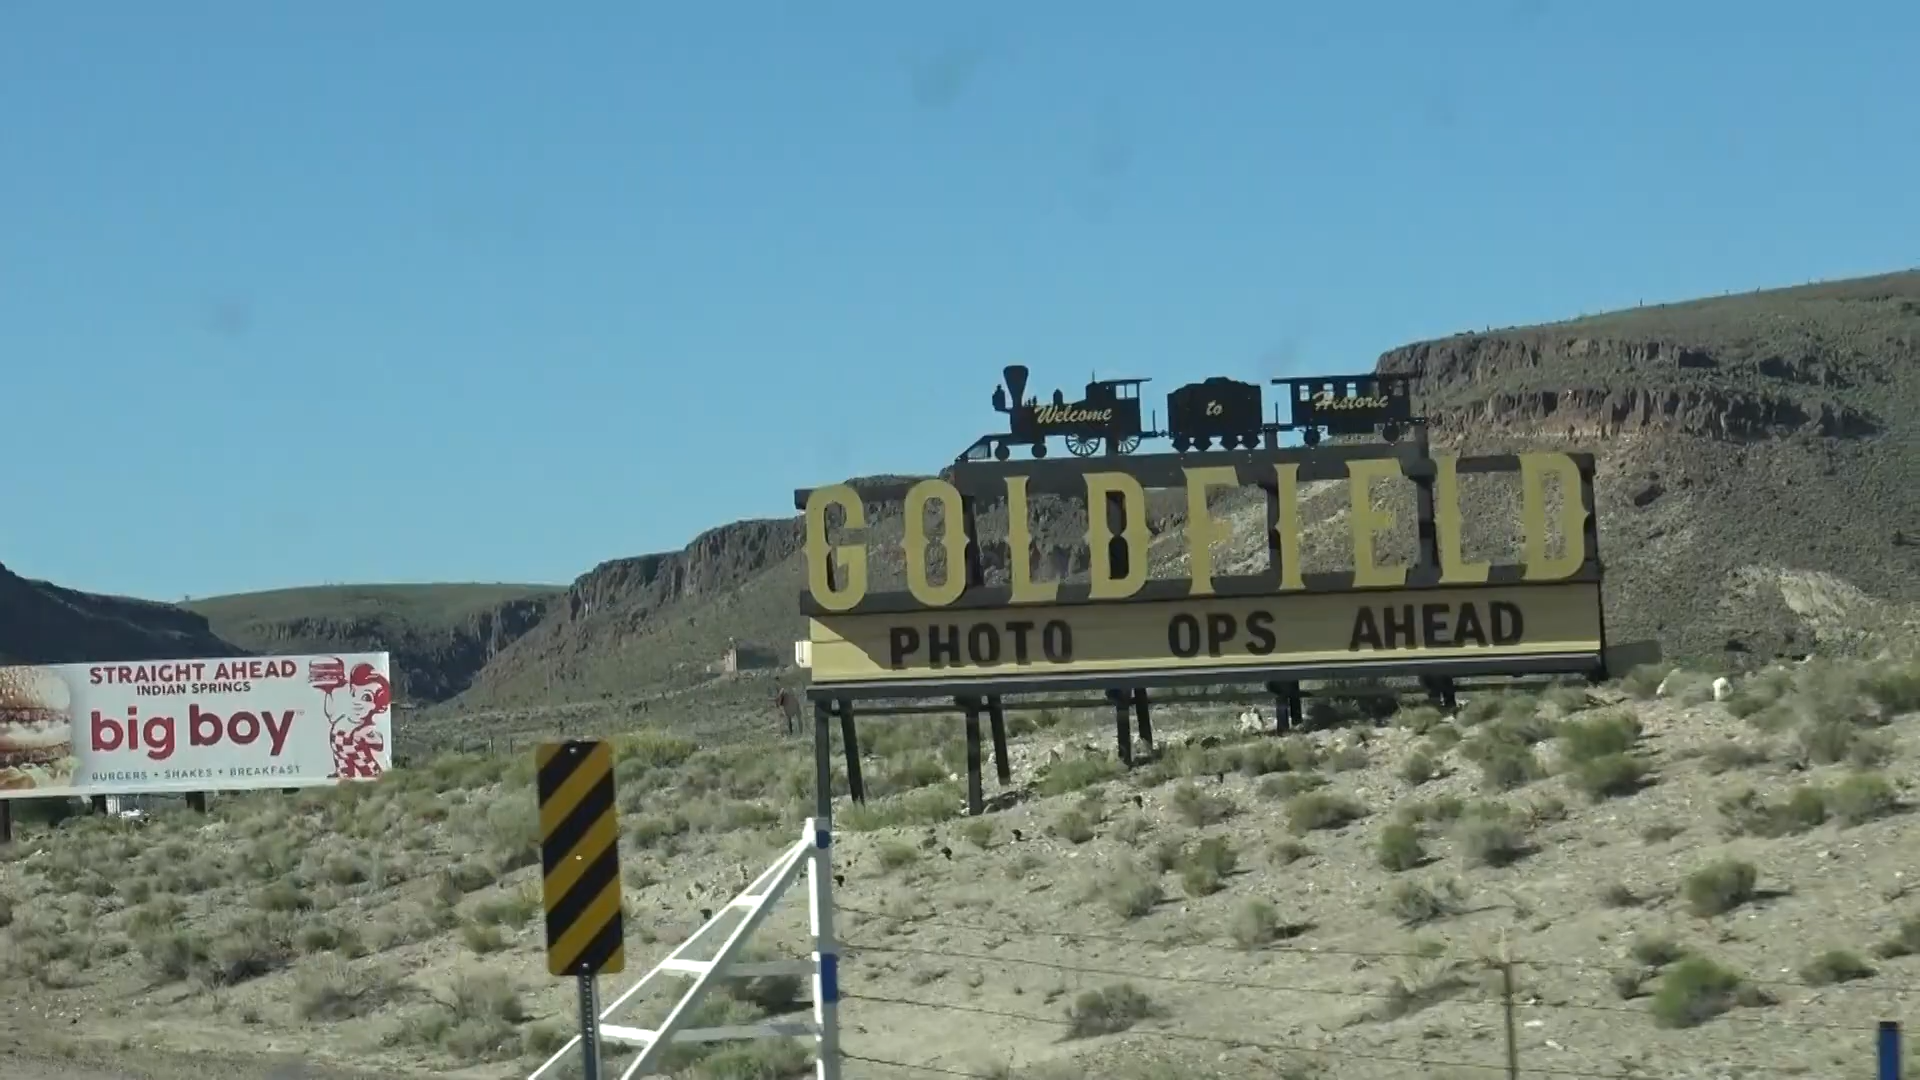 STRAIGHT AHEAD
INDIAN SPRINGS
big boy
BURGERS • SHAKES • BREAKFAST
Welcome to Historic
GOLDFIELD
PHOTO OPS AHEAD